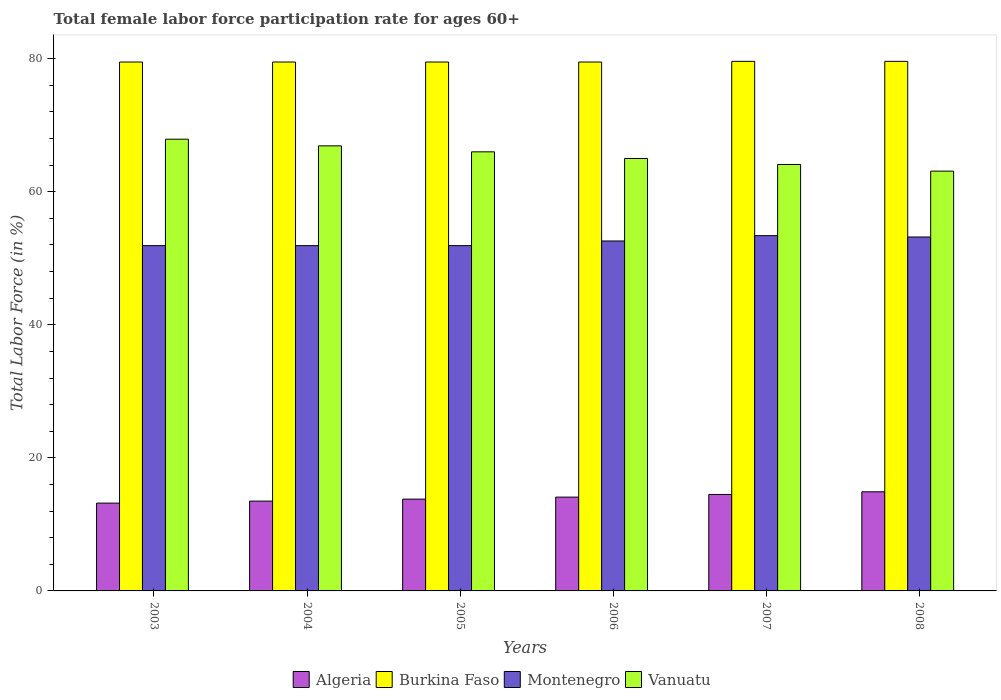 Total female labor force participation rate for ages 60+
Total Labor Force (in %)
80
60
40
20
0
2003
2004
2005
2006
2007
2008
Years
Algeria
Burkina Faso
Montenegro
Vanuatu